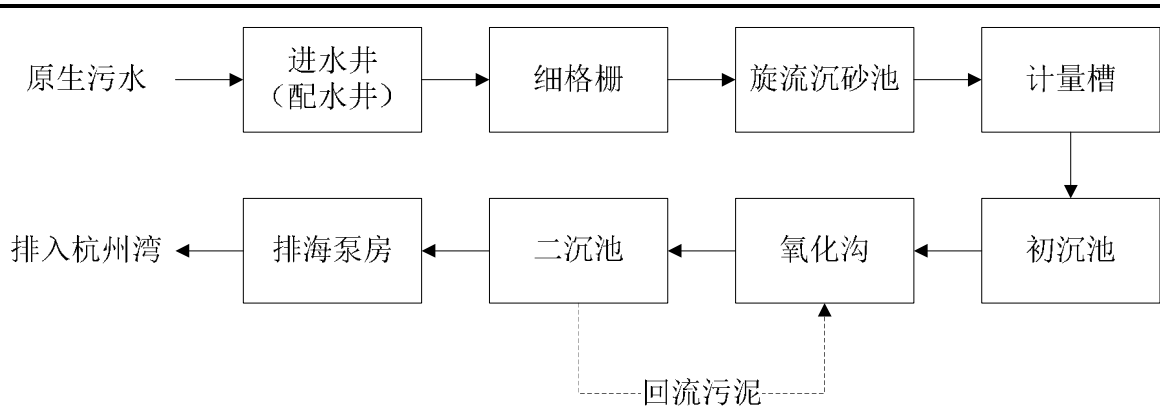 原生污水
进水井
（配水井）
细格栅
旋流沉砂池
计量槽
排入杭州湾
排海泵房
二沉池
氧化沟
初沉池
回流污泥